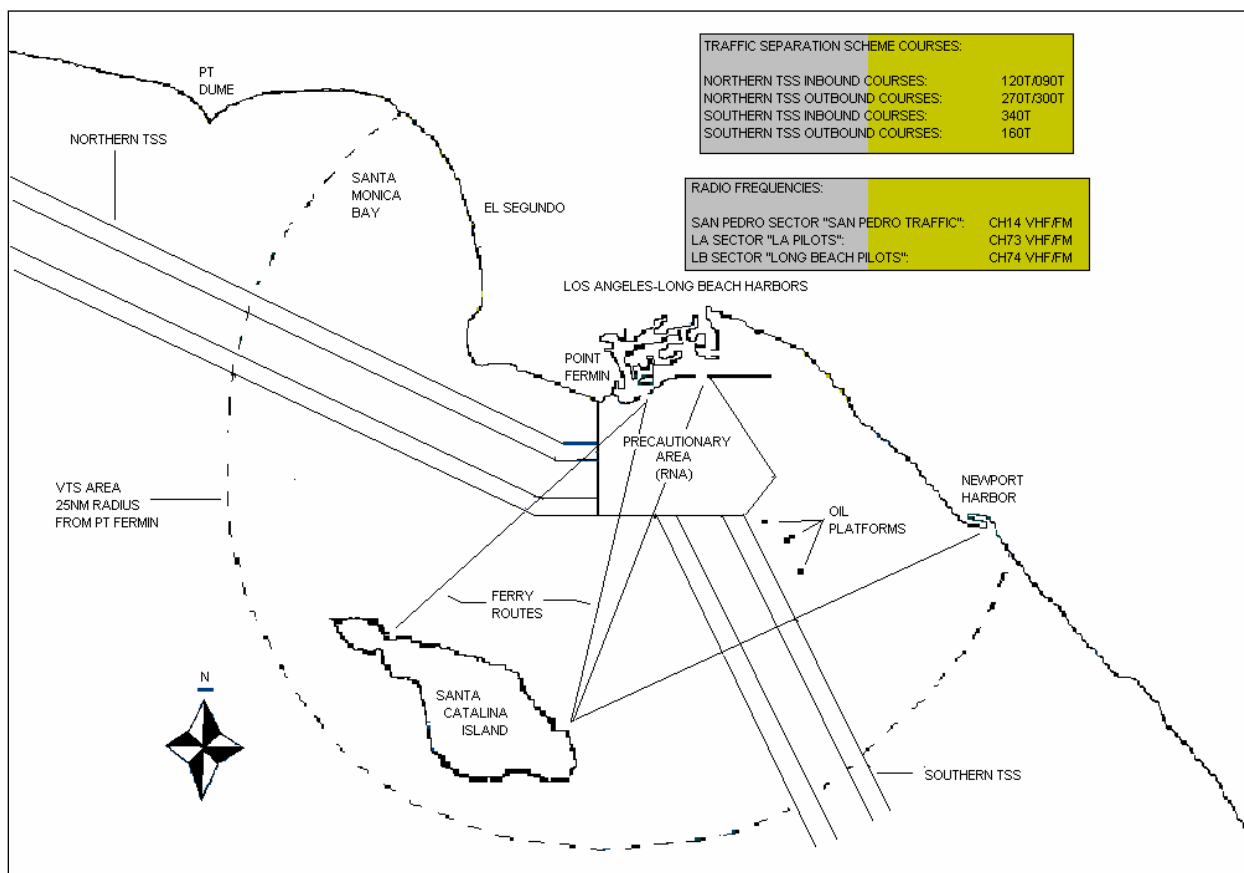 TRAFFIC SEPARATION SCHEME COURSES:
NORTHERN TSS INBOUND COURSES: 120T/090T
NORTHERN TSS OUTBOUND COURSES: 270T/300T
SOUTHERN TSS INBOUND COURSES: 340T
SOUTHERN TSS OUTBOUND COURSES: 160T
PT
DUME
NORTHERN TSS
SANTA
MONICA
BAY
EL SEGUNDO
RADIO FREQUENCIES:
SAN PEDRO SECTOR "SAN PEDRO TRAFFIC": CH14 VHF/FM
LA SECTOR "LA PILOTS": CH73 VHF/FM
LB SECTOR "LONG BEACH PILOTS": CH74 VHF/FM
LOS ANGELES-LONG BEACH HARBORS
POINT
FERMIN
PRECAUTIONARY
AREA
(RNA)
VTS AREA
25NM RADIUS
FROM PT FERMIN
NEWPORT
HARBOR
OIL
PLATFORMS
FERRY
ROUTES
N
SANTA
CATALINA
ISLAND
SOUTHERN TSS